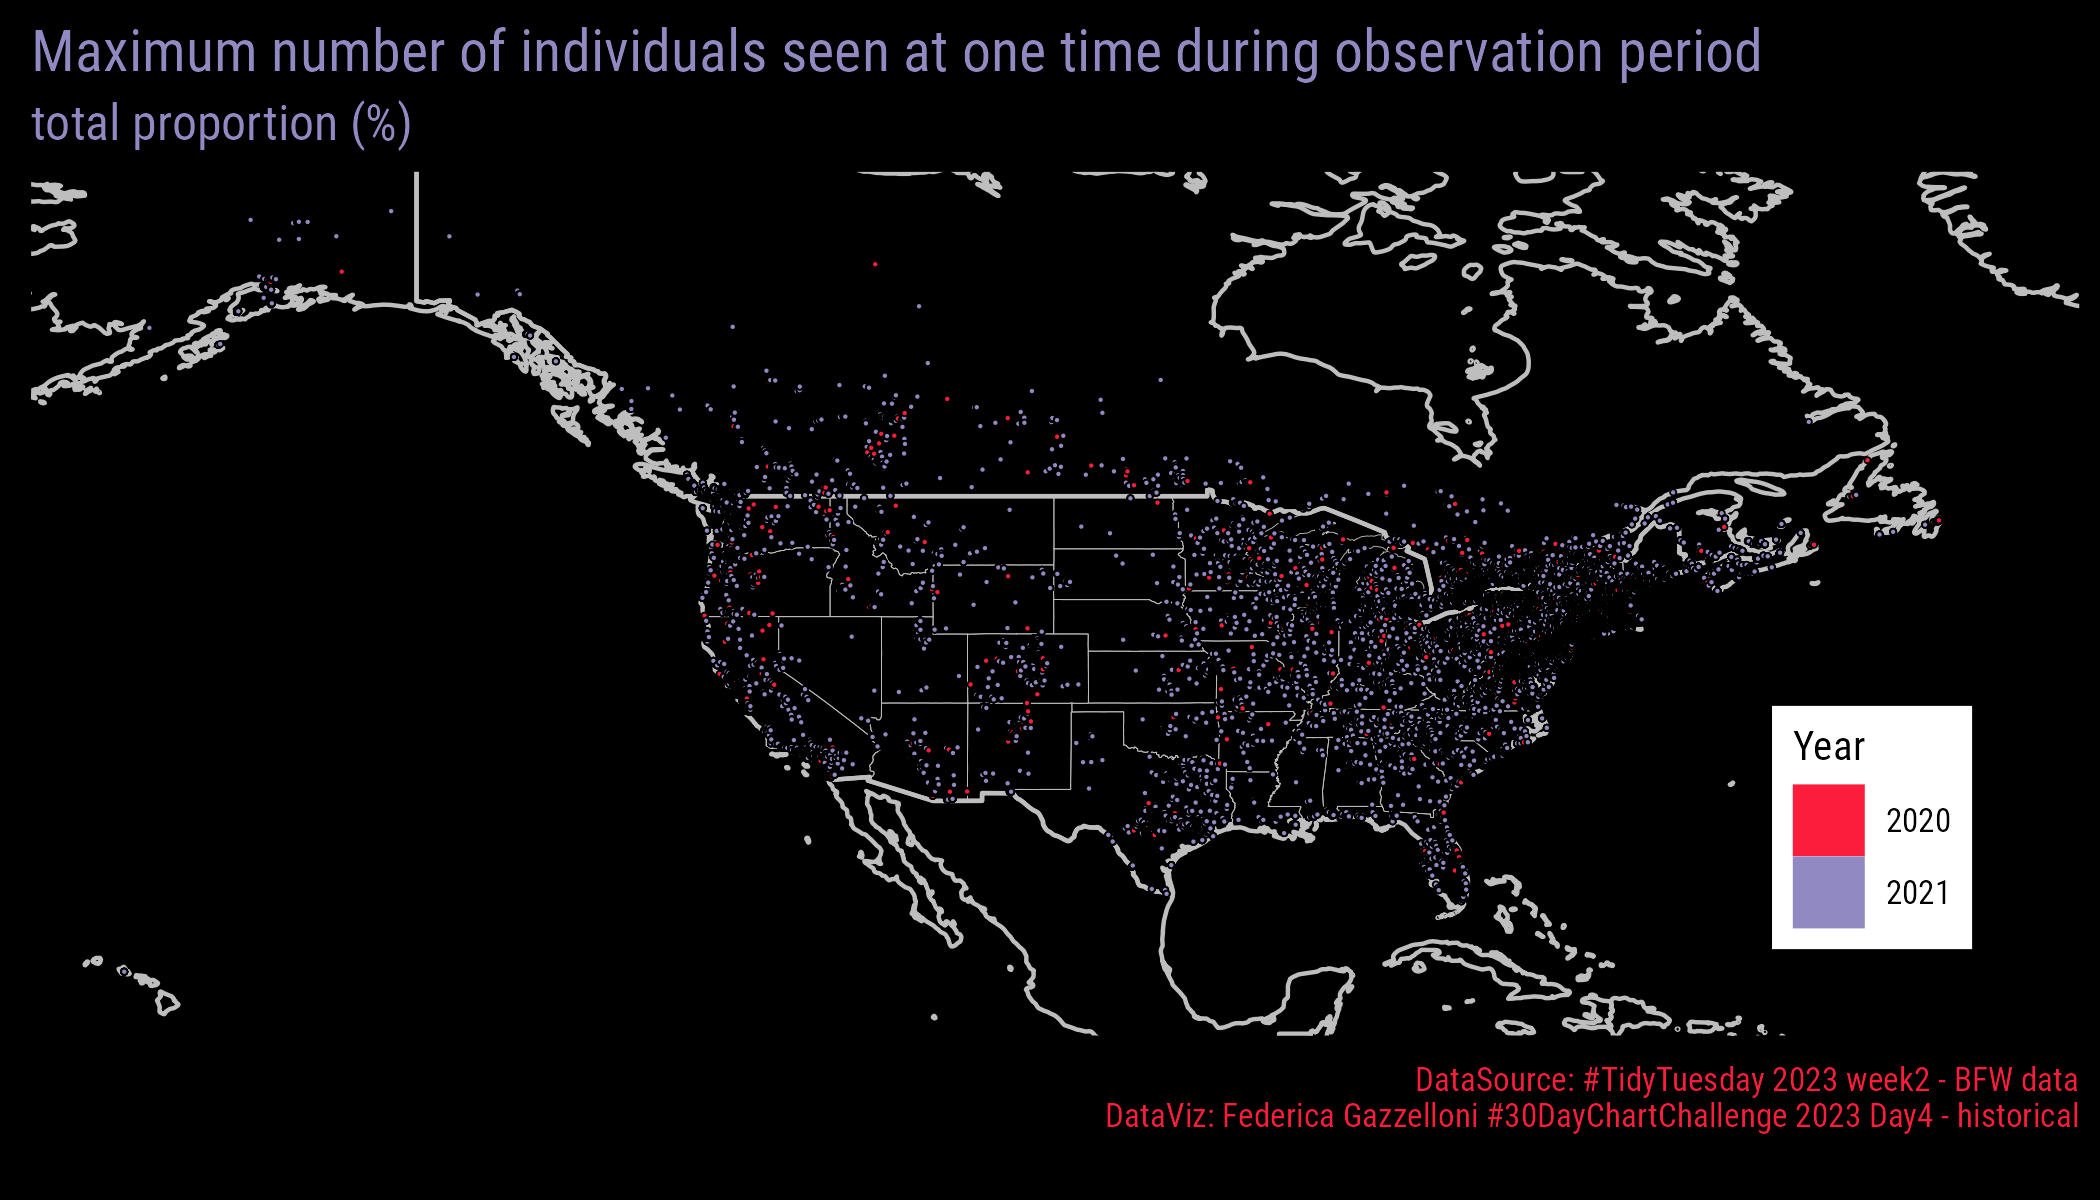 Maximum number of individuals seen at one time during observation period
total proportion (%)
Year
2020
2021
DataSource: #TidyTuesday 2023 week2 - BFW data
DataViz: Federica Gazzelloni #30DayChartChallenge 2023 Day4 - historical